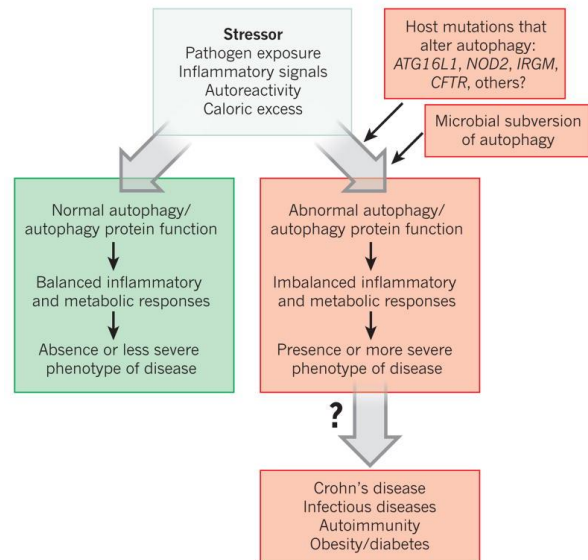 Stressor
Pathogen exposure
Inflammatory signals
Autoreactivity
Caloric excess
Host mutations that
alter autophagy:
ATG16L1, NOD2, IRGM,
CFTR, others?
Microbial subversion
of autophagy
Normal autophagy/
autophagy protein function
Balanced inflammatory
and metabolic responses
Absence or less severe
phenotype of disease
Abnormal autophagy/
autophagy protein function
Imbalanced inflammatory
and metabolic responses
Presence or more severe
phenotype of disease
?
Crohn’s disease
Infectious diseases
Autoimmunity
Obesity/diabetes